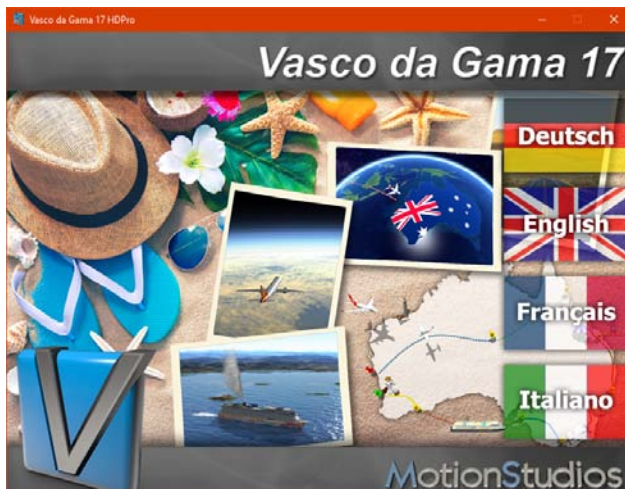 Vasco da Gama 17 HDPro
Vasco da Gama 17
Deutsch
English
Français
Italiano
V
MotionStudios